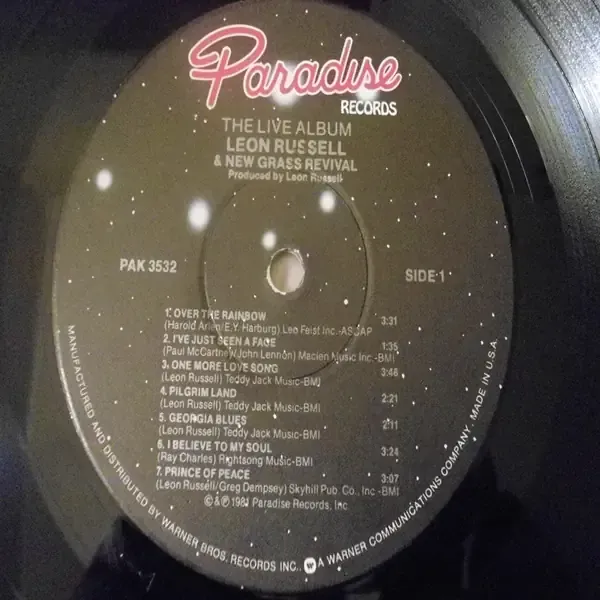 Paradise
RECORDS
THE LIVE ALBUM
LEON RUSSELL
& NEW GRASS REVIVAL
Produced by Leon Russell
PAK 3532
SIDE 1
1. OVER THE RAINBOW 3:31
(Harold Arlen/E.Y. Harburg) Leo Feist Inc.-ASCAP
2. I'VE JUST SEEN A FACE 1:35
(Paul McCartney/John Lennon) Maclen Music Inc.-BMI
3. ONE MORE LOVE SONG 3:46
(Leon Russell) Teddy Jack Music-BMI
4. PILGRIM LAND 2:21
(Leon Russell) Teddy Jack Music-BMI
5. GEORGIA BLUES 2:11
(Leon Russell) Teddy Jack Music-BMI
6. I BELIEVE TO MY SOUL 3:24
(Ray Charles) Rightsong Music-BMI
7. PRINCE OF PEACE 3:07
(Leon Russell/Greg Dempsey) Skyhill Pub. Co., Inc.-BMI
©&℗1981 Paradise Records, Inc
MANUFACTURED AND DISTRIBUTED BY WARNER BROS. RECORDS INC., A WARNER COMMUNICATIONS COMPANY. MADE IN U.S.A.